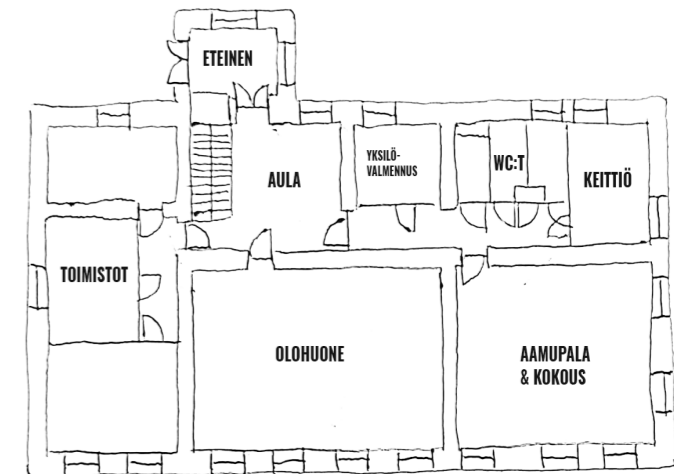 ETEINEN
YKSILÖ-
VALMENNUS
AULA
WC:T
KEITTIÖ
TOIMISTOT
OLOHUONE
AAMUPALA
& KOKOUS